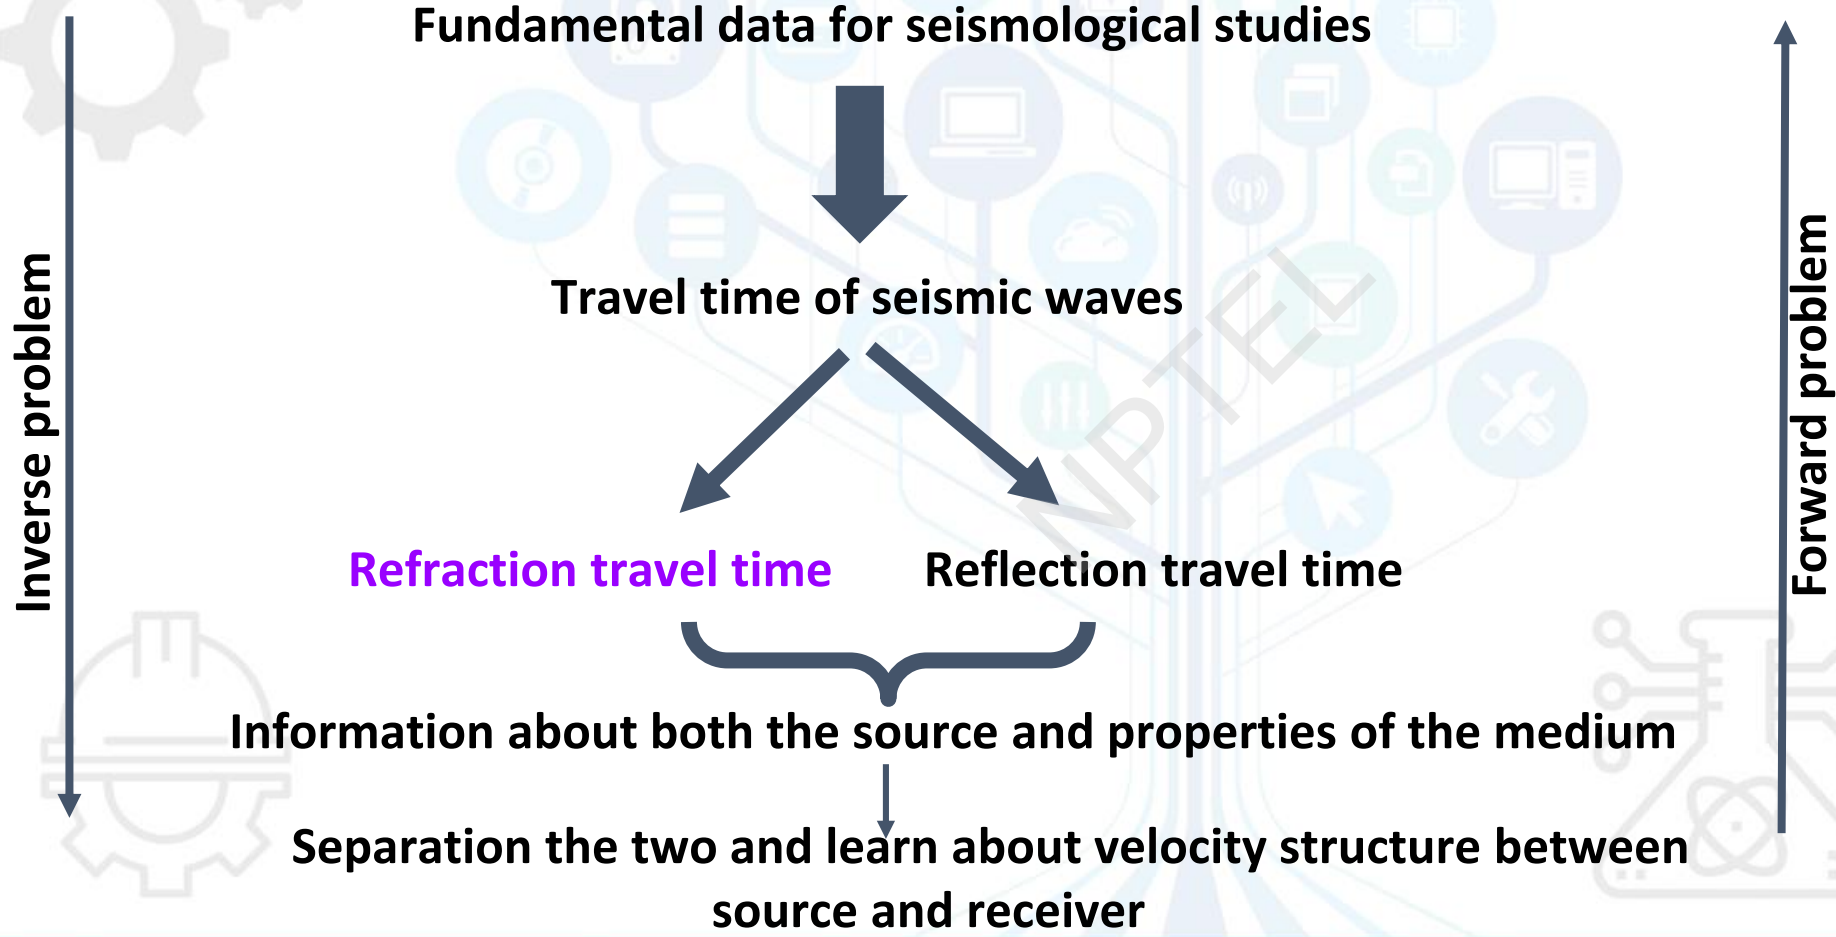 Fundamental data for seismological studies
Travel time of seismic waves
Inverse problem
Forward problem
NPTEL
Refraction travel time
Reflection travel time
Information about both the source and properties of the medium
Separation the two and learn about velocity structure between
source and receiver